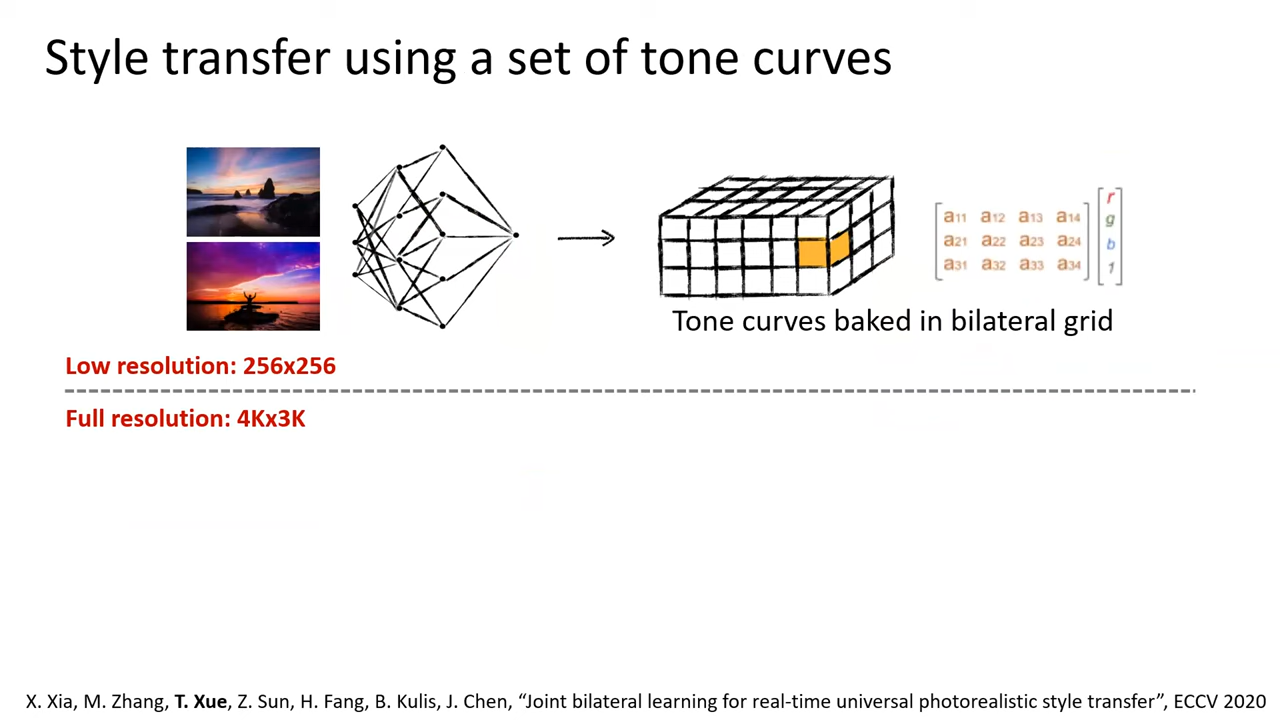 Style transfer using a set of tone curves
a11 a12 a13 a14 r
a21 a22 a23 a24 g
a31 a32 a33 a34 b
1
Tone curves baked in bilateral grid
Low resolution: 256x256
Full resolution: 4Kx3K
X. Xia, M. Zhang, T. Xue, Z. Sun, H. Fang, B. Kulis, J. Chen, “Joint bilateral learning for real-time universal photorealistic style transfer”, ECCV 2020